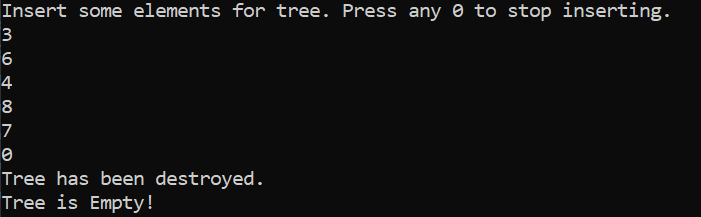 Insert some elements for tree. Press any 0 to stop inserting.
3
6
4
8
7
0
Tree has been destroyed.
Tree is Empty!